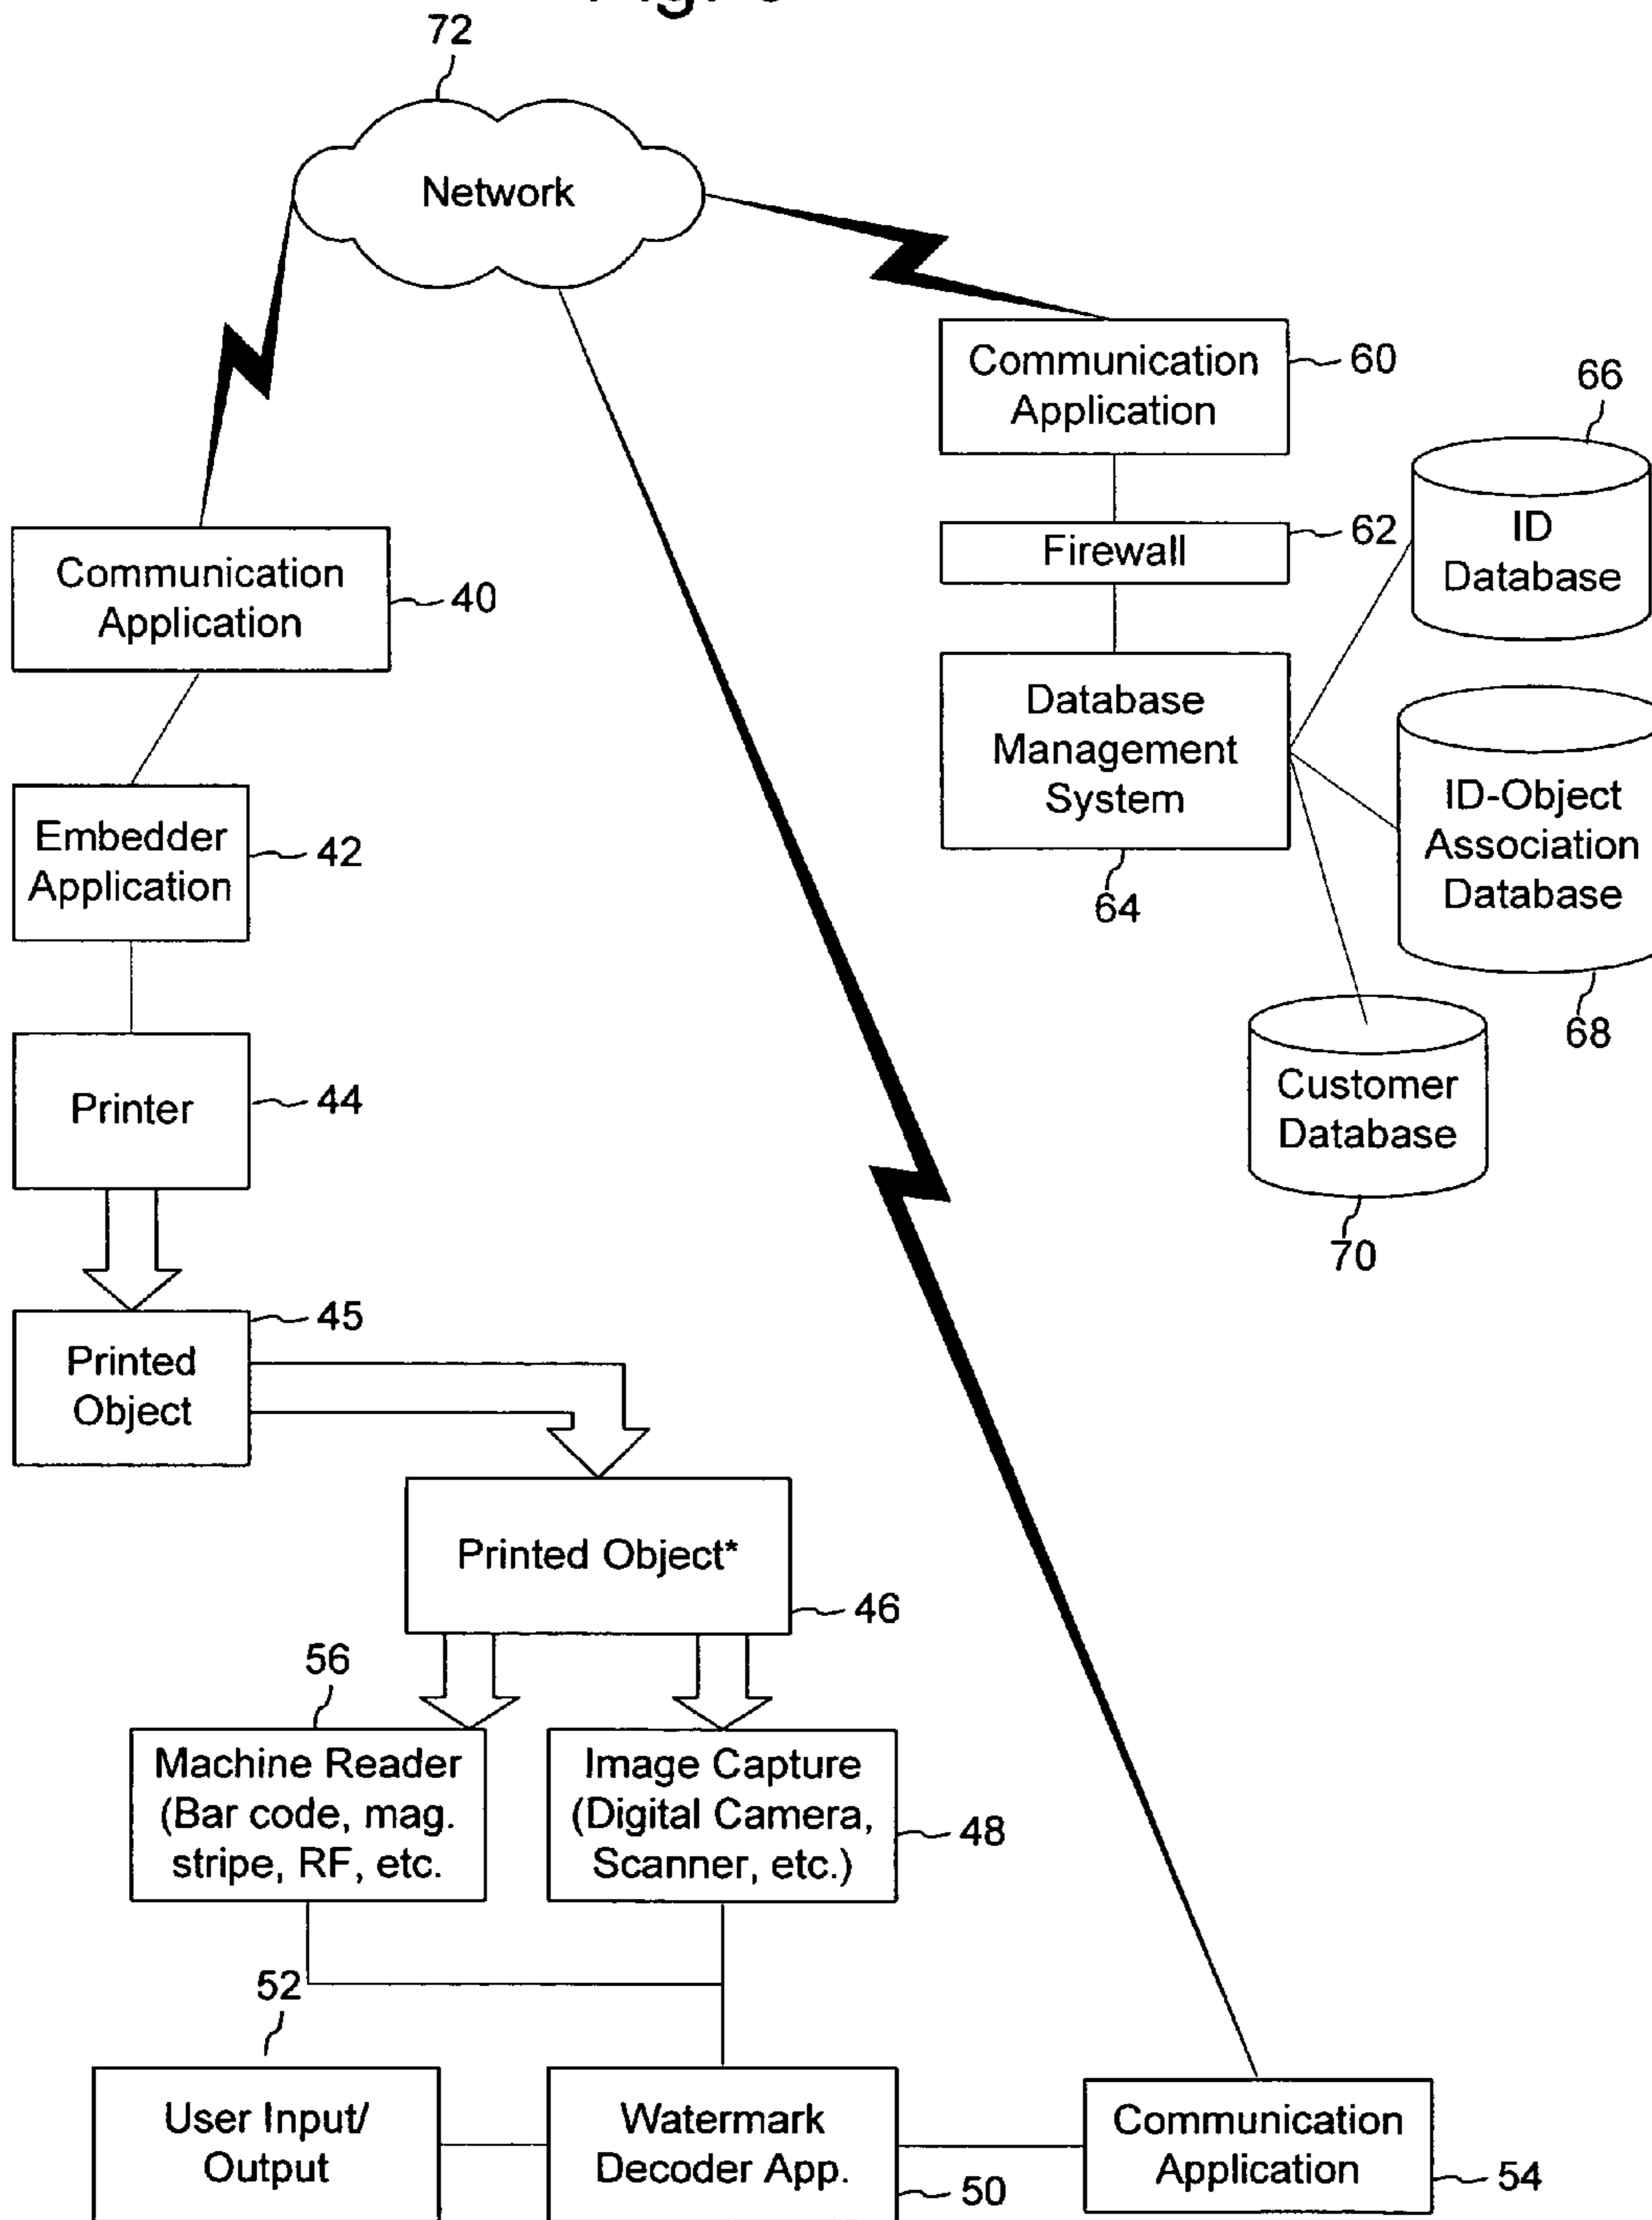 72
Network
Communication
Application
60
66
ID
Database
Firewall
62
Communication
Application
40
Database
Management
System
64
ID-Object
Association
Database
68
Embedder
Application
42
Customer
Database
70
Printer
44
Printed
Object
45
Printed Object*
46
56
Machine Reader
(Bar code, mag.
stripe, RF, etc.
Image Capture
(Digital Camera,
Scanner, etc.)
48
52
User Input/
Output
Watermark
Decoder App.
50
Communication
Application
54